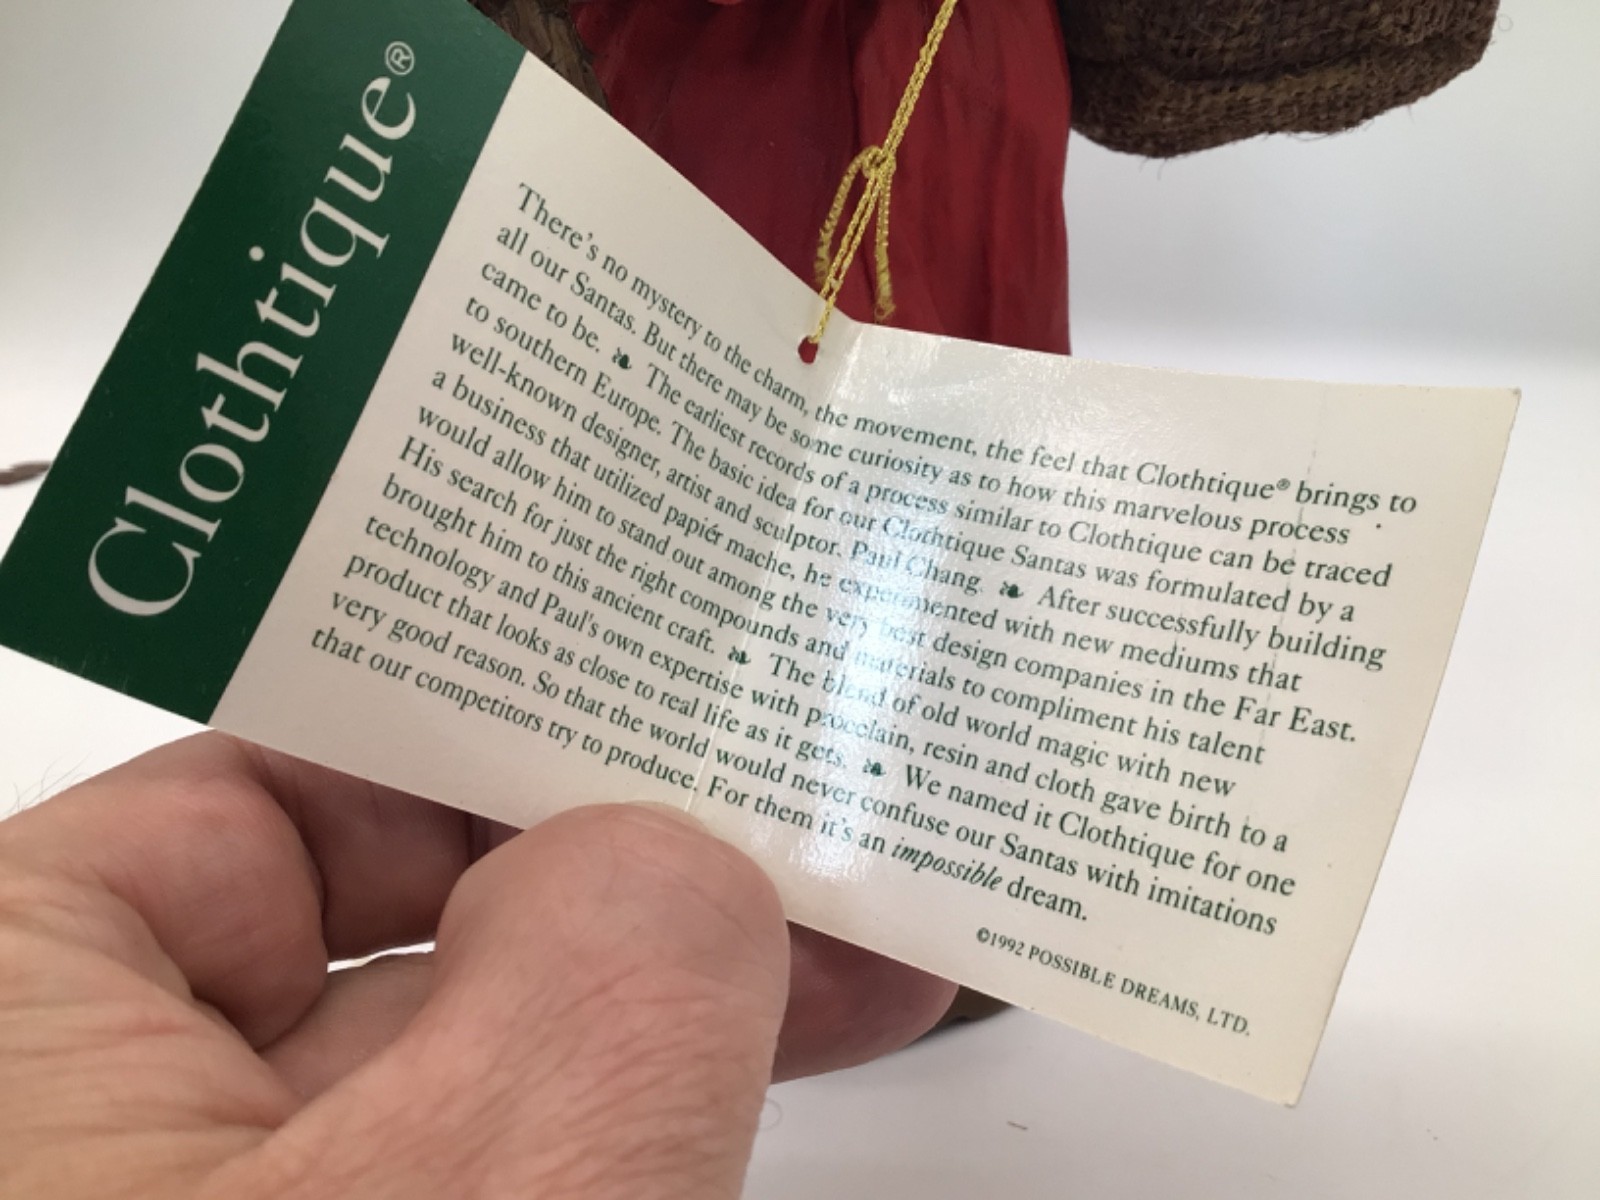 Clothtique®
There's no mystery to the charm, the movement, the feel that Clothtique® brings to
all our Santas. But there may be some curiosity as to how this marvelous process
came to be. ❧ The earliest records of a process similar to Clothtique can be traced
to southern Europe. The basic idea for our Clothtique Santas was formulated by a
well-known designer, artist and sculptor, Paul Chang. ❧ After successfully building
a business that utilized papiér mache, he experimented with new mediums that
would allow him to stand out among the very best design companies in the Far East.
His search for just the right compounds and materials to compliment his talent
brought him to this ancient craft. ❧ The blend of old world magic with new
technology and Paul's own expertise with procelain, resin and cloth gave birth to a
product that looks as close to real life as it gets. ❧ We named it Clothtique for one
very good reason. So that the world would never confuse our Santas with imitations
that our competitors try to produce. For them it's an impossible dream.
©1992 POSSIBLE DREAMS, LTD.